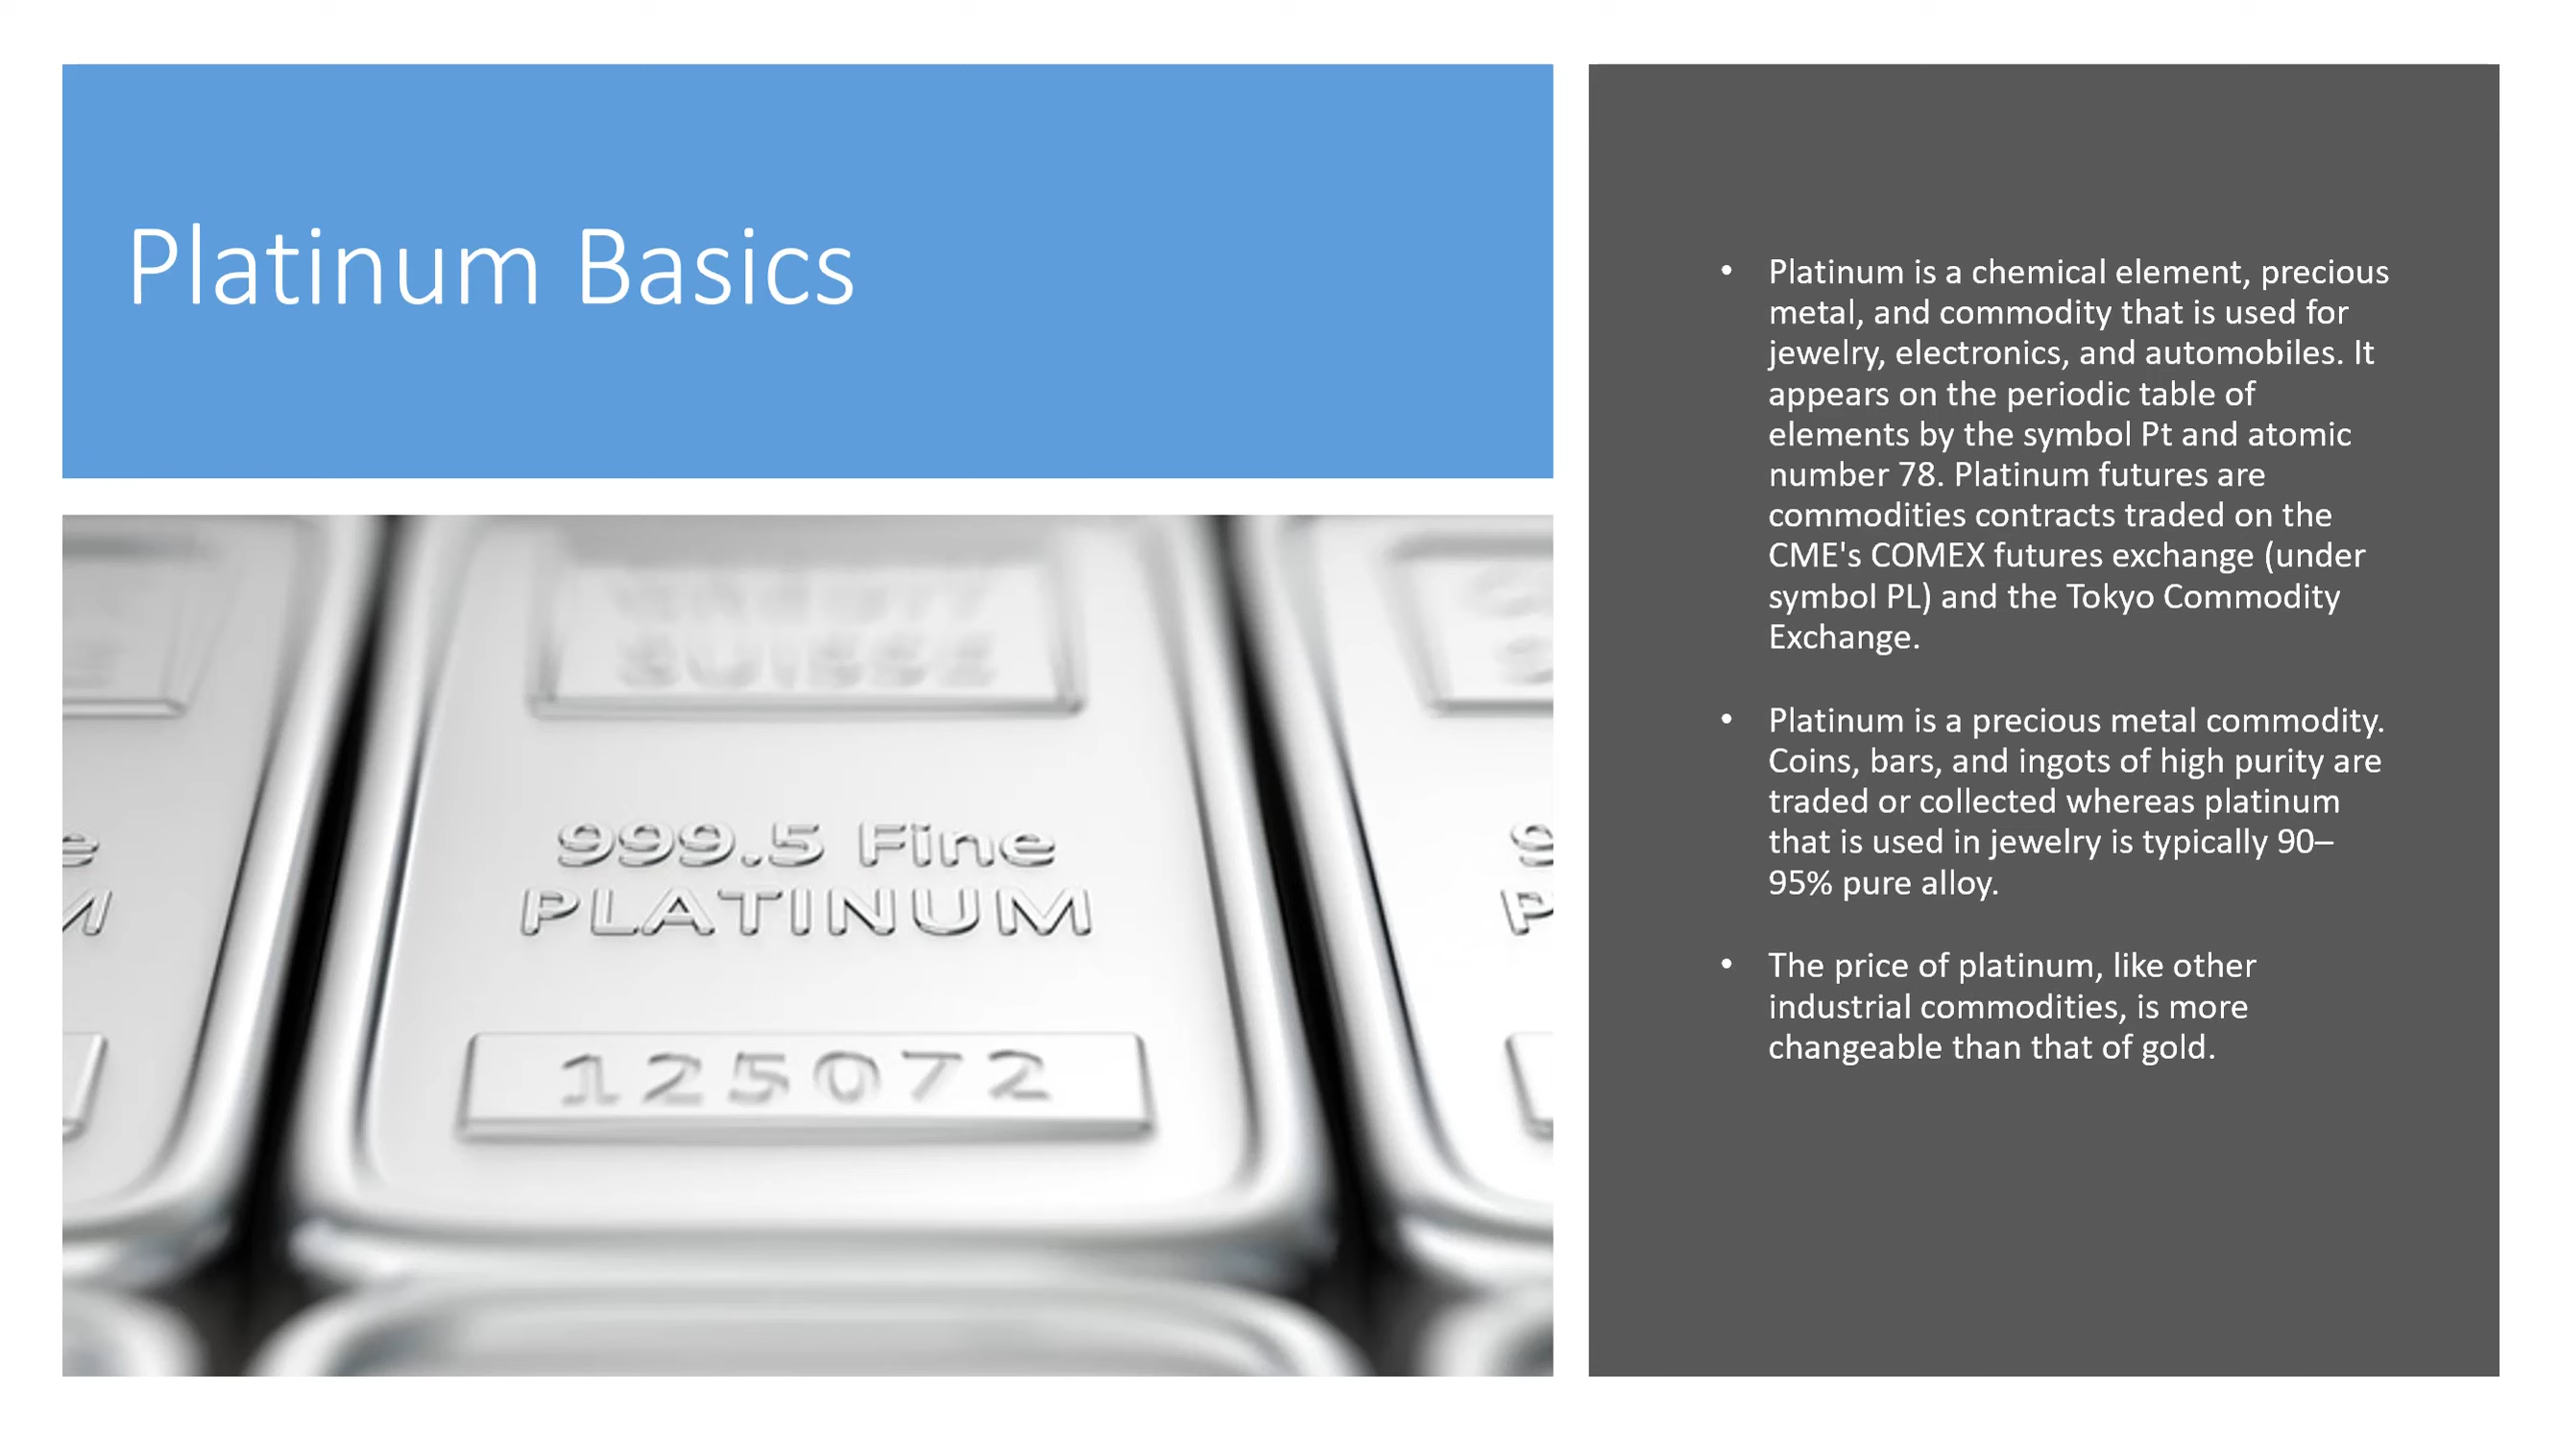 Platinum Basics
SUISSE
999.5 Fine
PLATINUM
125072
• Platinum is a chemical element, precious
metal, and commodity that is used for
jewelry, electronics, and automobiles. It
appears on the periodic table of
elements by the symbol Pt and atomic
number 78. Platinum futures are
commodities contracts traded on the
CME's COMEX futures exchange (under
symbol PL) and the Tokyo Commodity
Exchange.
• Platinum is a precious metal commodity.
Coins, bars, and ingots of high purity are
traded or collected whereas platinum
that is used in jewelry is typically 90–
95% pure alloy.
• The price of platinum, like other
industrial commodities, is more
changeable than that of gold.